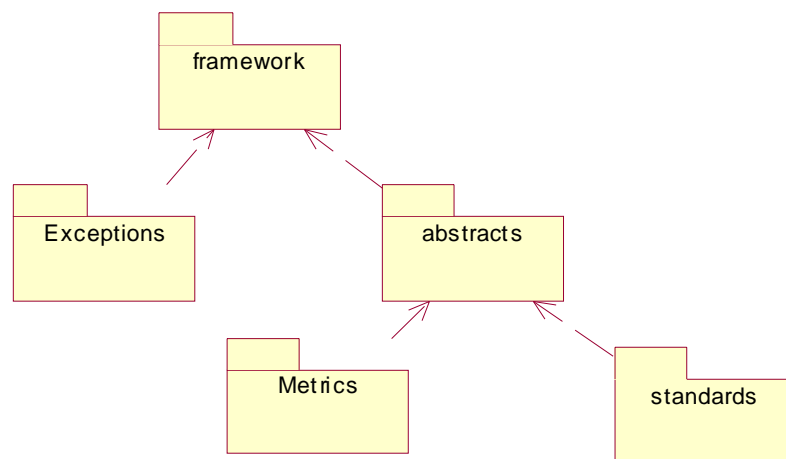 framework
Exceptions
abstracts
Metrics
standards